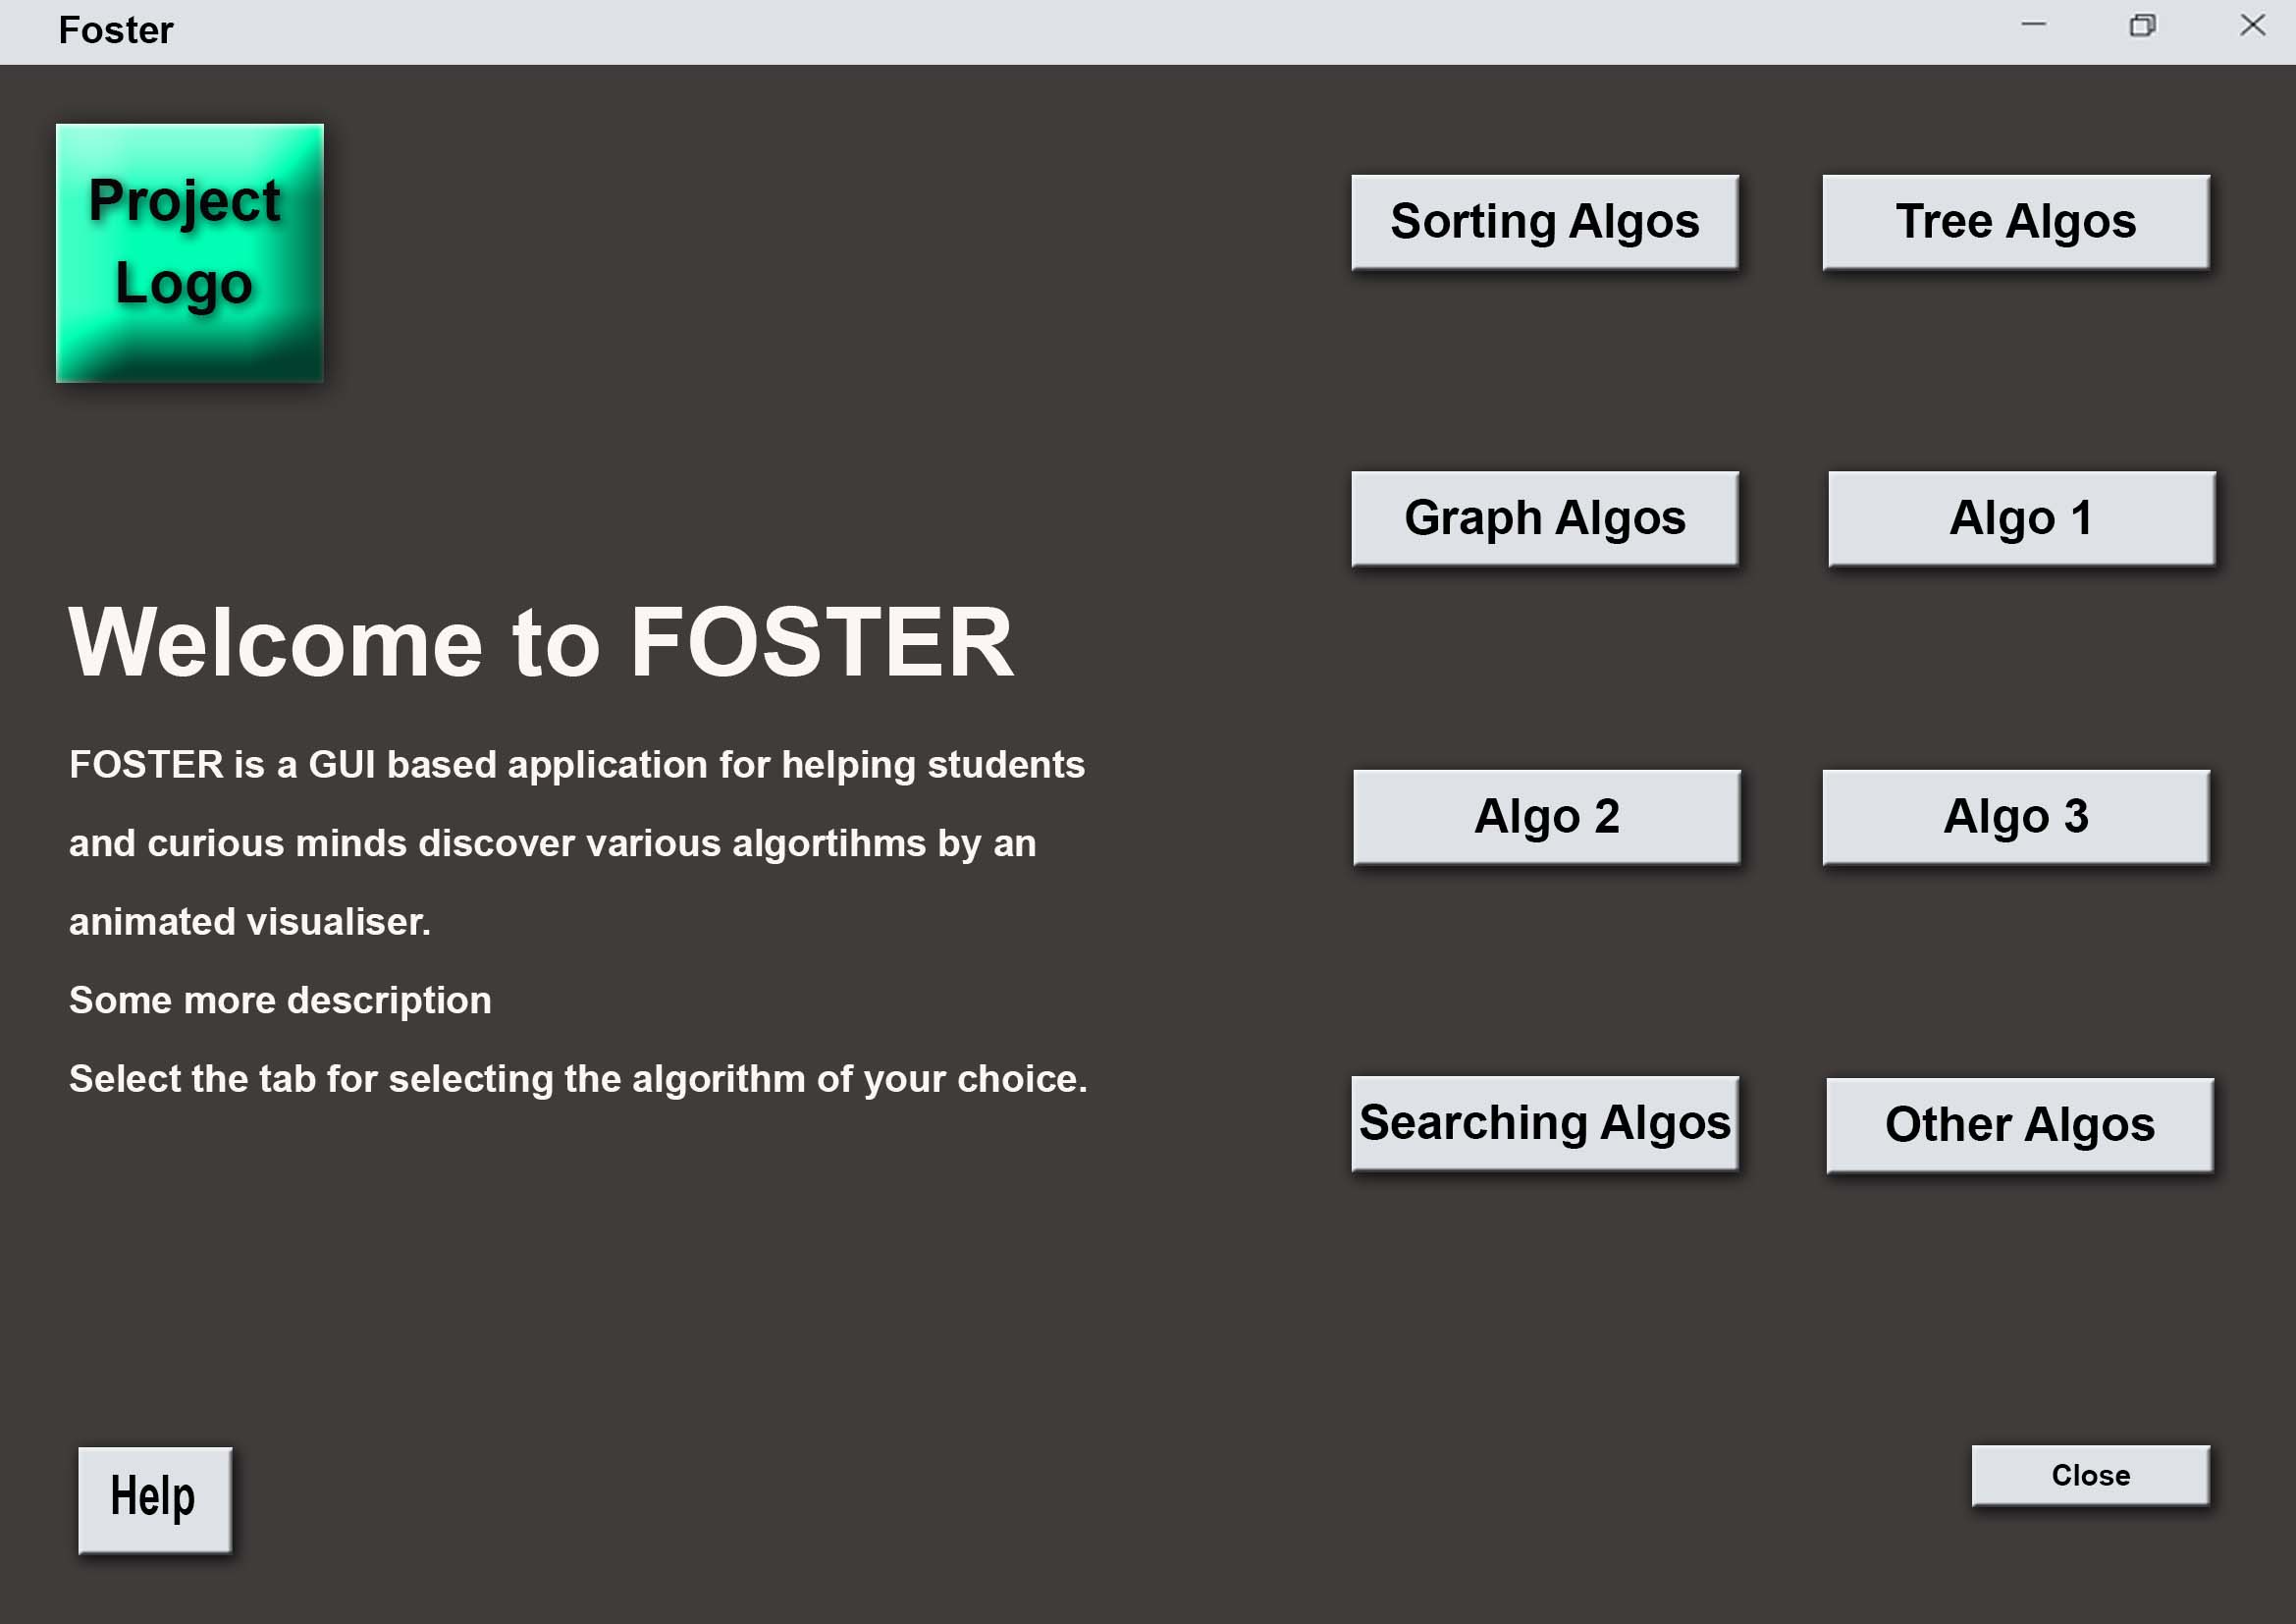 Foster
Project
Logo
Sorting Algos
Tree Algos
Graph Algos
Algo 1
Welcome to FOSTER
FOSTER is a GUI based application for helping students
and curious minds discover various algortihms by an
animated visualiser.
Some more description
Select the tab for selecting the algorithm of your choice.
Algo 2
Algo 3
Searching Algos
Other Algos
Help
Close